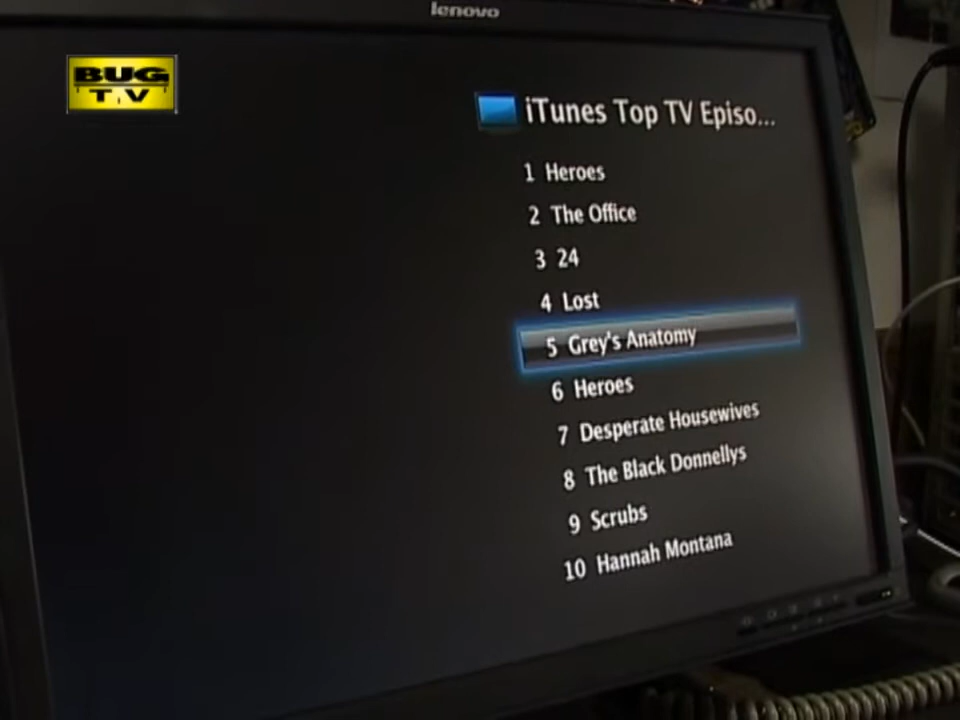 lenovo
BUG
TV
iTunes Top TV Episo...
1 Heroes
2 The Office
3 24
4 Lost
5 Grey's Anatomy
6 Heroes
7 Desperate Housewives
8 The Black Donnellys
9 Scrubs
10 Hannah Montana